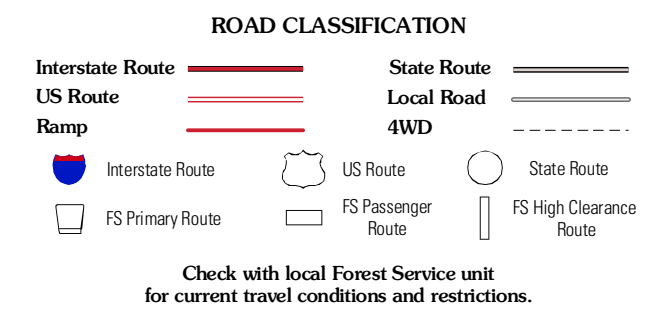 ROAD CLASSIFICATION
Interstate Route
State Route
US Route
Local Road
Ramp
4WD
Interstate Route
US Route
State Route
FS Primary Route
FS Passenger
Route
FS High Clearance
Route
Check with local Forest Service unit
for current travel conditions and restrictions.